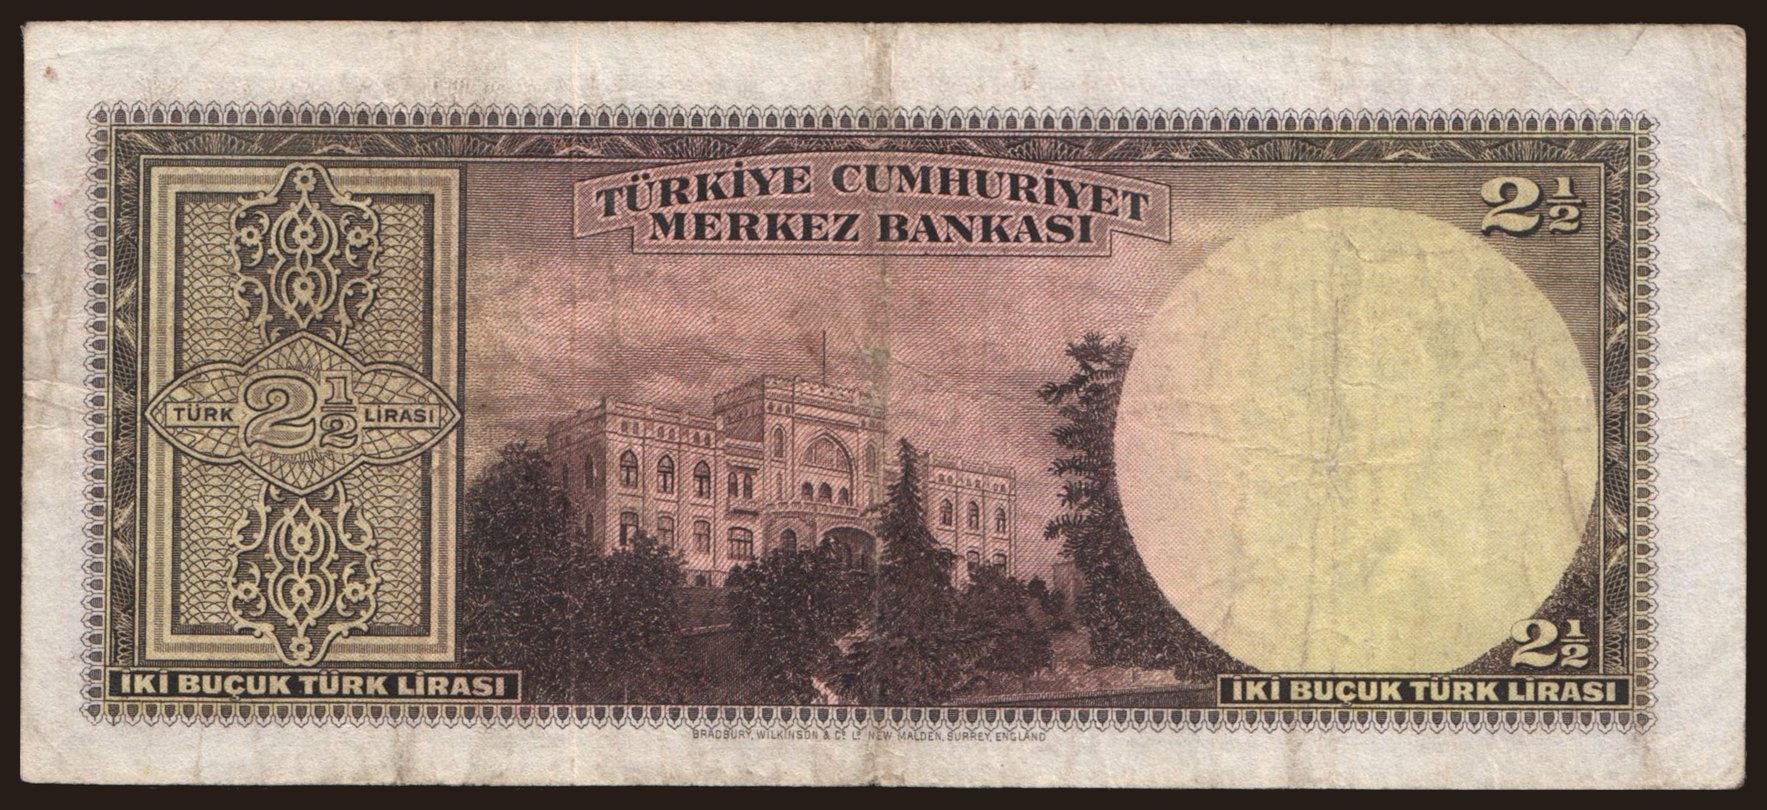 TÜRKİYE CUMHURİYET
MERKEZ BANKASI
2½
TÜRK 2½ LİRASI
2½
İKİ BUÇUK TÜRK LİRASI
İKİ BUÇUK TÜRK LİRASI
BRADBURY, WILKINSON & Cº Lº NEW MALDEN, SURREY, ENGLAND